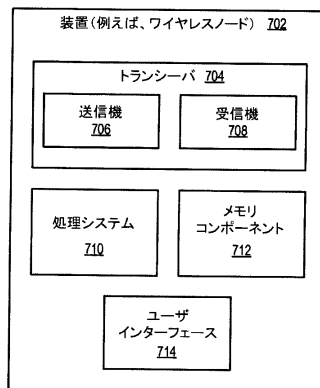 装置(例えば、ワイヤレスノード) 702
トランシーバ 704
送信機
706
受信機
708
処理システム
710
メモリ
コンポーネント
712
ユーザ
インターフェース
714